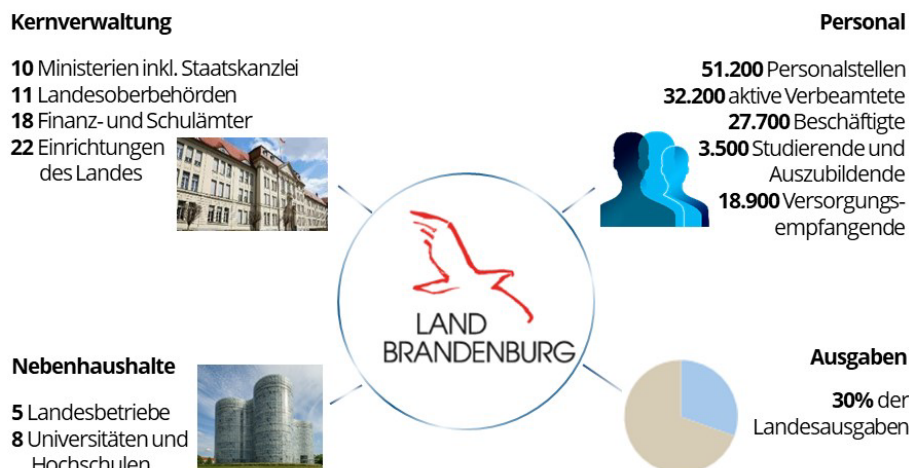 Kernverwaltung
10 Ministerien inkl. Staatskanzlei
11 Landesoberbehörden
18 Finanz- und Schulämter
22 Einrichtungen
des Landes
Personal
51.200 Personalstellen
32.200 aktive Verbeamtete
27.700 Beschäftigte
3.500 Studierende und
Auszubildende
18.900 Versorgungs-
empfangende
LAND
BRANDENBURG
Nebenhaushalte
5 Landesbetriebe
8 Universitäten und
Hochschulen
Ausgaben
30% der
Landesausgaben